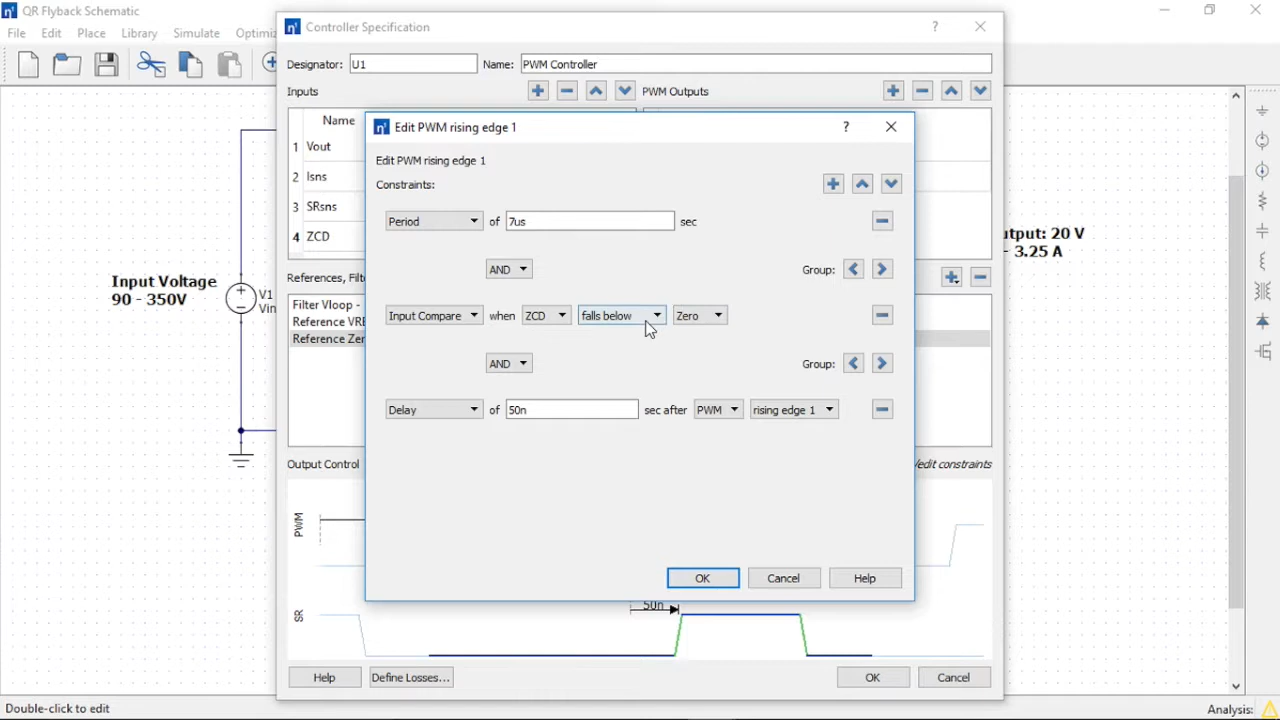 QR Flyback Schematic
Controller Specification
File Edit Place Library Simulate Optimiz
Designator: U1 Name: PWM Controller
Inputs PWM Outputs
Name
1 Vout
2 Isns
3 SRsns
4 ZCD
Edit PWM rising edge 1
Edit PWM rising edge 1
Constraints:
Period of 7us sec
AND Group:
Input Compare when ZCD falls below Zero
AND Group:
Delay of 50n sec after PWM rising edge 1
OK Cancel Help
References, Filt
Filter Vloop -
Reference VRE
Reference Zer
Output Control /edit constraints
PWM
SR
50n
Help Define Losses... OK Cancel
Input Voltage
90 - 350V
V1
Vin
utput: 20 V
- 3.25 A
Double-click to edit Analysis: